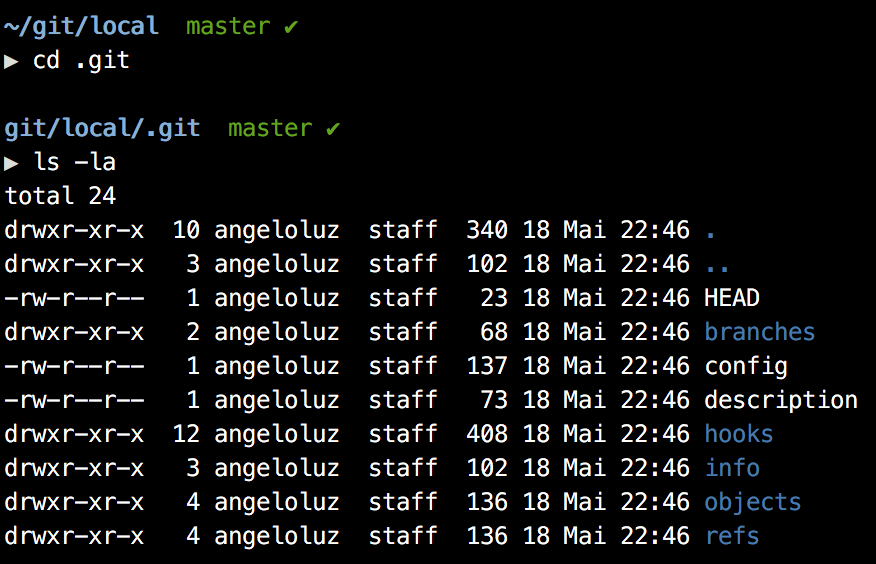 ~/git/local  master ✔
▶ cd .git
git/local/.git  master ✔
▶ ls -la
total 24
drwxr-xr-x  10 angeloluz  staff  340 18 Mai 22:46 .
drwxr-xr-x   3 angeloluz  staff  102 18 Mai 22:46 ..
-rw-r--r--   1 angeloluz  staff   23 18 Mai 22:46 HEAD
drwxr-xr-x   2 angeloluz  staff   68 18 Mai 22:46 branches
-rw-r--r--   1 angeloluz  staff  137 18 Mai 22:46 config
-rw-r--r--   1 angeloluz  staff   73 18 Mai 22:46 description
drwxr-xr-x  12 angeloluz  staff  408 18 Mai 22:46 hooks
drwxr-xr-x   3 angeloluz  staff  102 18 Mai 22:46 info
drwxr-xr-x   4 angeloluz  staff  136 18 Mai 22:46 objects
drwxr-xr-x   4 angeloluz  staff  136 18 Mai 22:46 refs